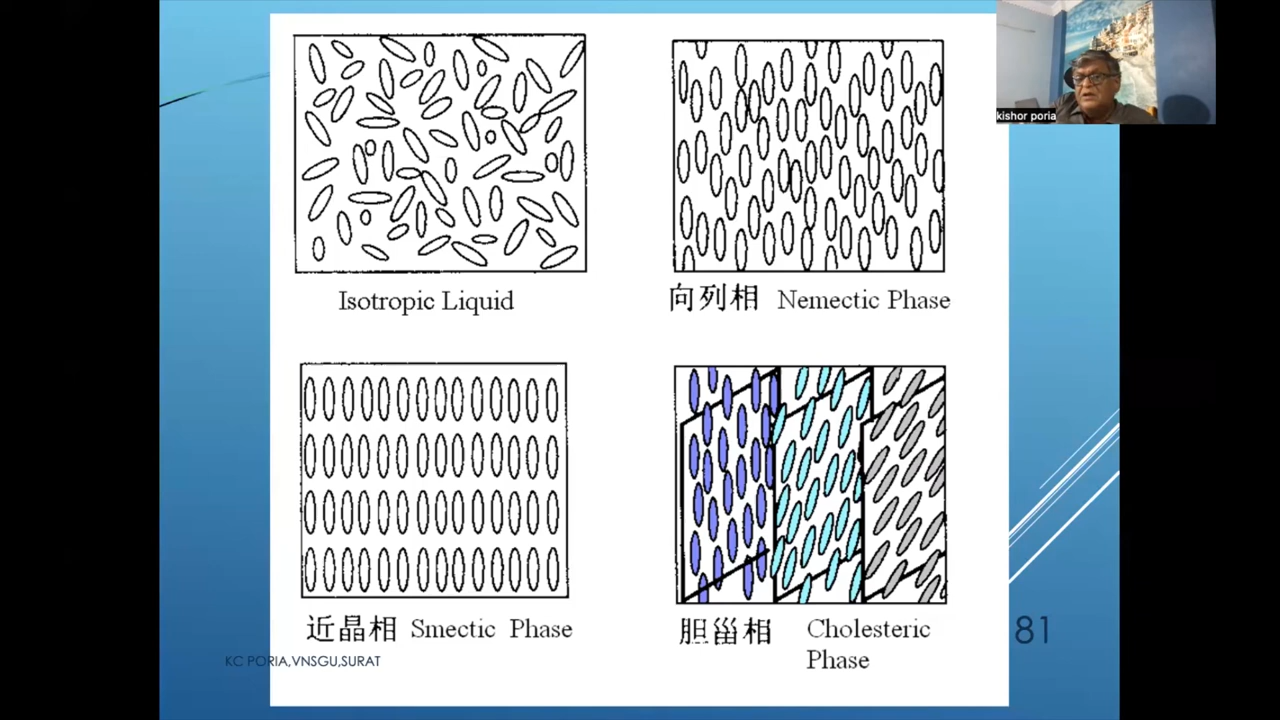 kishor poria
Isotropic Liquid
向列相 Nemectic Phase
近晶相 Smectic Phase
胆甾相 Cholesteric
Phase
81
KC PORIA,VNSGU,SURAT